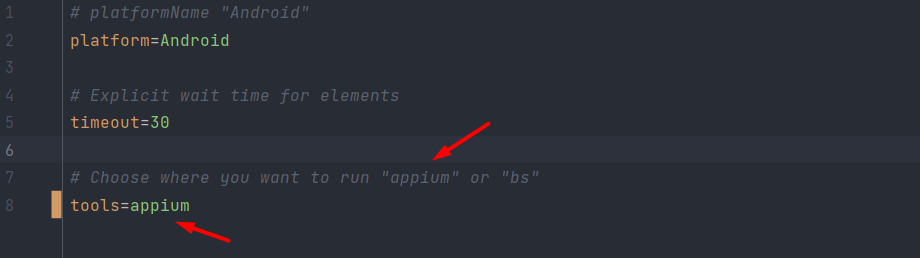 1 # platformName "Android"
2 platform=Android
3
4 # Explicit wait time for elements
5 timeout=30
6
7 # Choose where you want to run "appium" or "bs"
8 tools=appium